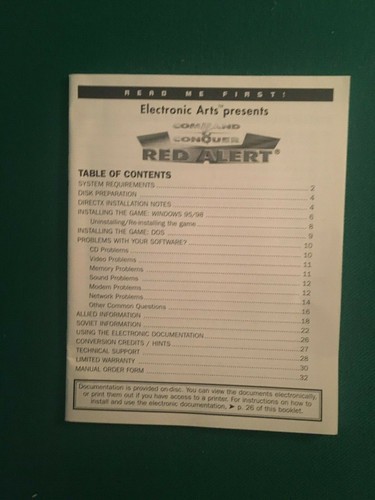 READ ME FIRST!
Electronic Arts™ presents
COMMAND
&
CONQUER
RED ALERT®
TABLE OF CONTENTS
SYSTEM REQUIREMENTS 2
DISK PREPARATION 4
DIRECTX INSTALLATION NOTES 4
INSTALLING THE GAME: WINDOWS 95/98 6
Uninstalling/Re-installing the game 8
INSTALLING THE GAME: DOS 9
PROBLEMS WITH YOUR SOFTWARE? 10
CD Problems 10
Video Problems 11
Memory Problems 11
Sound Problems 12
Modem Problems 12
Network Problems 12
Other Common Questions 14
ALLIED INFORMATION 16
SOVIET INFORMATION 18
USING THE ELECTRONIC DOCUMENTATION 22
CONVERSION CREDITS / HINTS 26
TECHNICAL SUPPORT 27
LIMITED WARRANTY 28
MANUAL ORDER FORM 30
32
Documentation is provided on-disc. You can view the documents electronically,
or print them out if you have access to a printer. For instructions on how to
install and use the electronic documentation, ➤ p. 26 of this booklet.